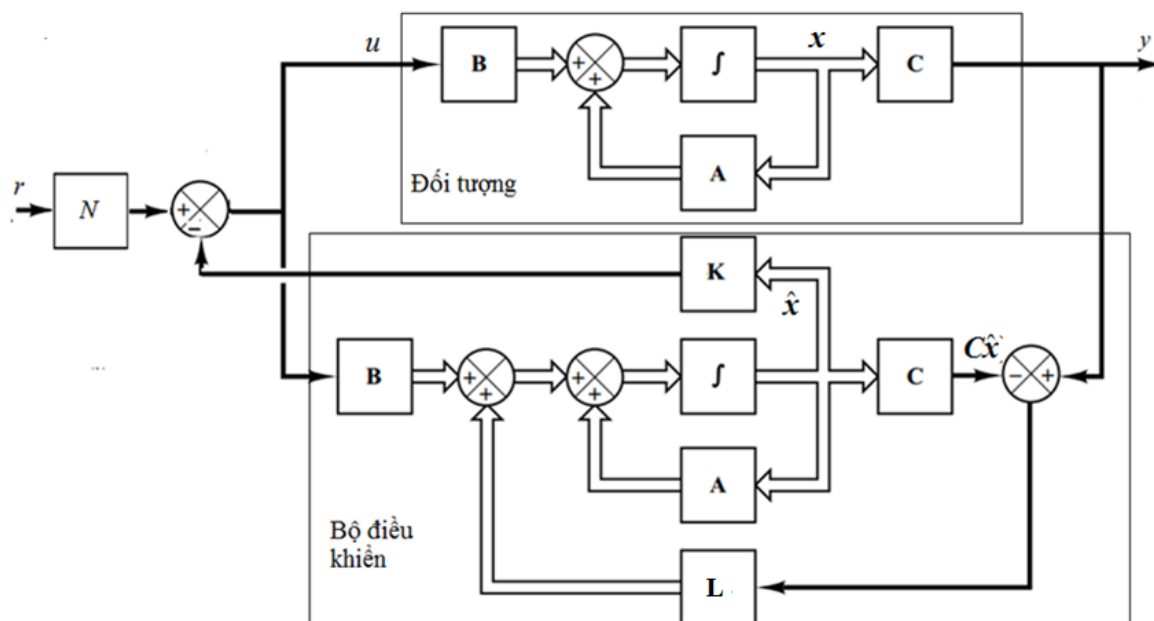 u
B
+
+
∫
x
C
y
A
Đối tượng
r
N
+
−
K
x̂
B
+
+
+
+
∫
C
Cx̂
−
+
A
Bộ điều
khiển
L